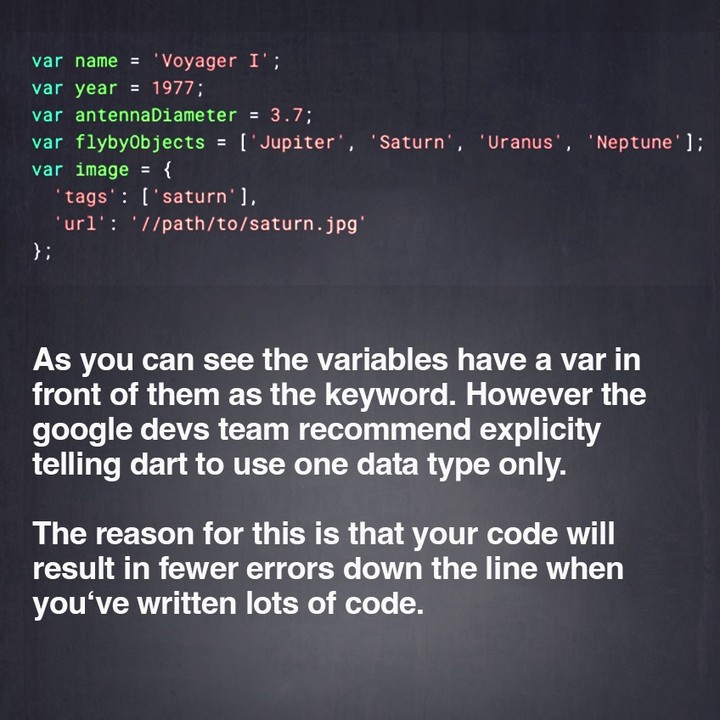 var name = 'Voyager I';
var year = 1977;
var antennaDiameter = 3.7;
var flybyObjects = ['Jupiter', 'Saturn', 'Uranus', 'Neptune'];
var image = {
  'tags': ['saturn'],
  'url': '//path/to/saturn.jpg'
};
As you can see the variables have a var in
front of them as the keyword. However the
google devs team recommend explicity
telling dart to use one data type only.
The reason for this is that your code will
result in fewer errors down the line when
you‘ve written lots of code.